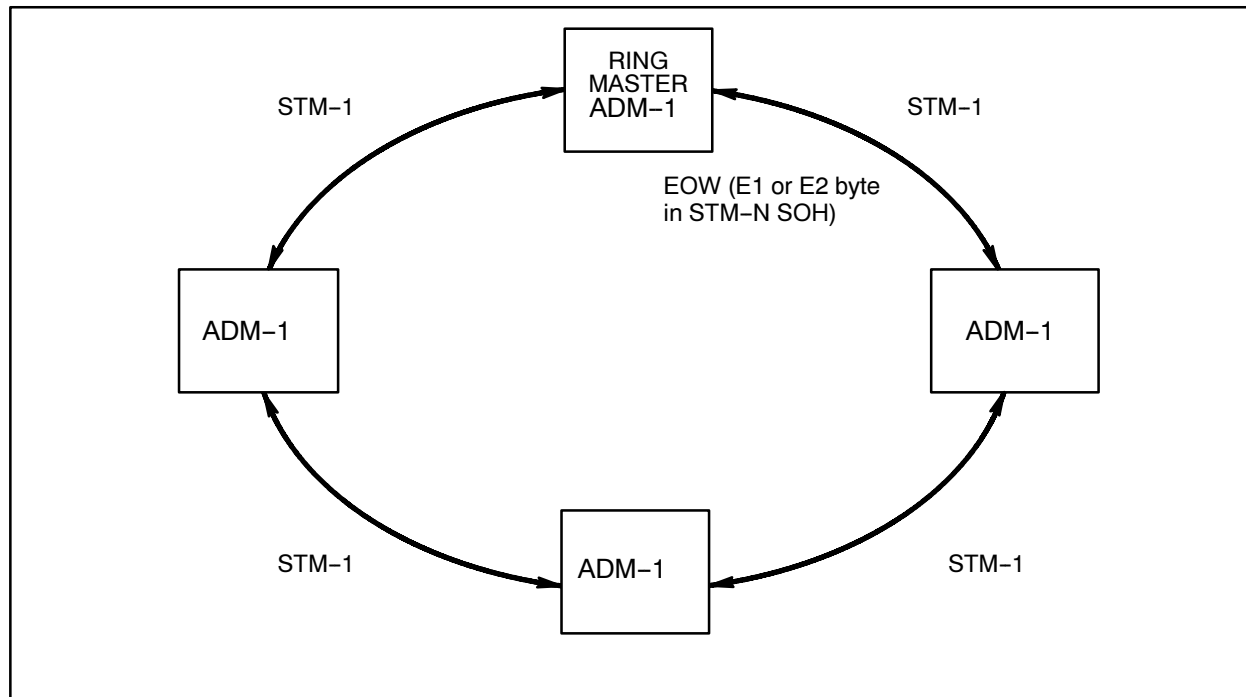 RING
MASTER
ADM−1
STM−1
STM−1
EOW (E1 or E2 byte
in STM−N SOH)
ADM−1
ADM−1
STM−1
ADM−1
STM−1